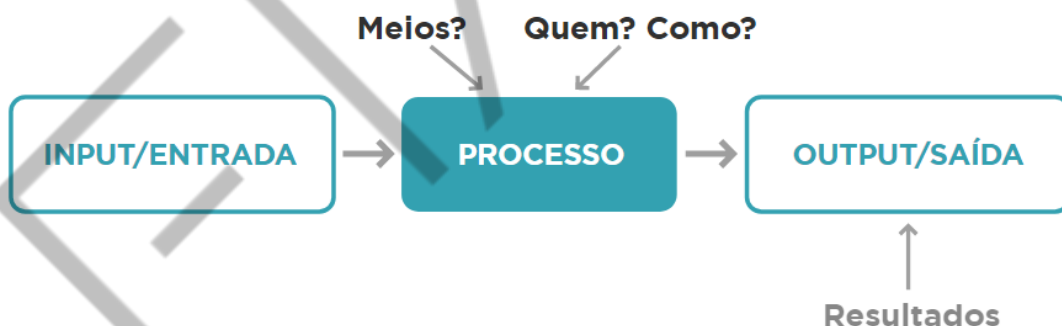 Meios? Quem? Como?
INPUT/ENTRADA PROCESSO OUTPUT/SAÍDA
Resultados